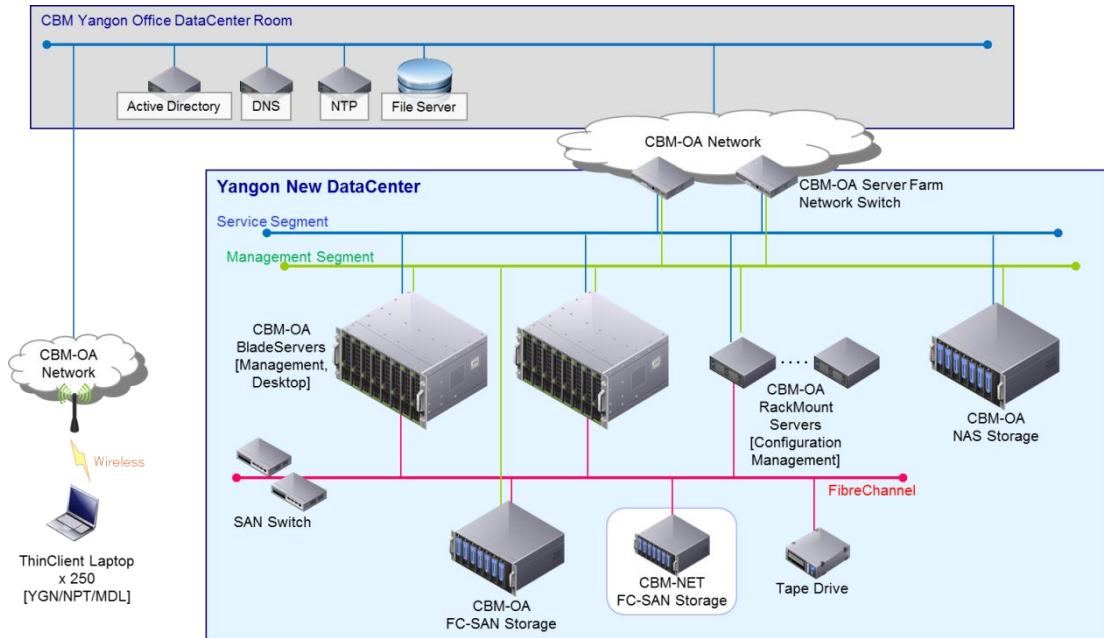 CBM Yangon Office DataCenter Room
Active Directory
DNS
NTP
File Server
CBM-OA Network
Yangon New DataCenter
CBM-OA Server Farm
Network Switch
Service Segment
Management Segment
CBM-OA
Network
CBM-OA
BladeServers
[Management,
Desktop]
CBM-OA
RackMount
Servers
[Configuration
Management]
CBM-OA
NAS Storage
Wireless
SAN Switch
FibreChannel
ThinClient Laptop
x 250
[YGN/NPT/MDL]
CBM-OA
FC-SAN Storage
CBM-NET
FC-SAN Storage
Tape Drive